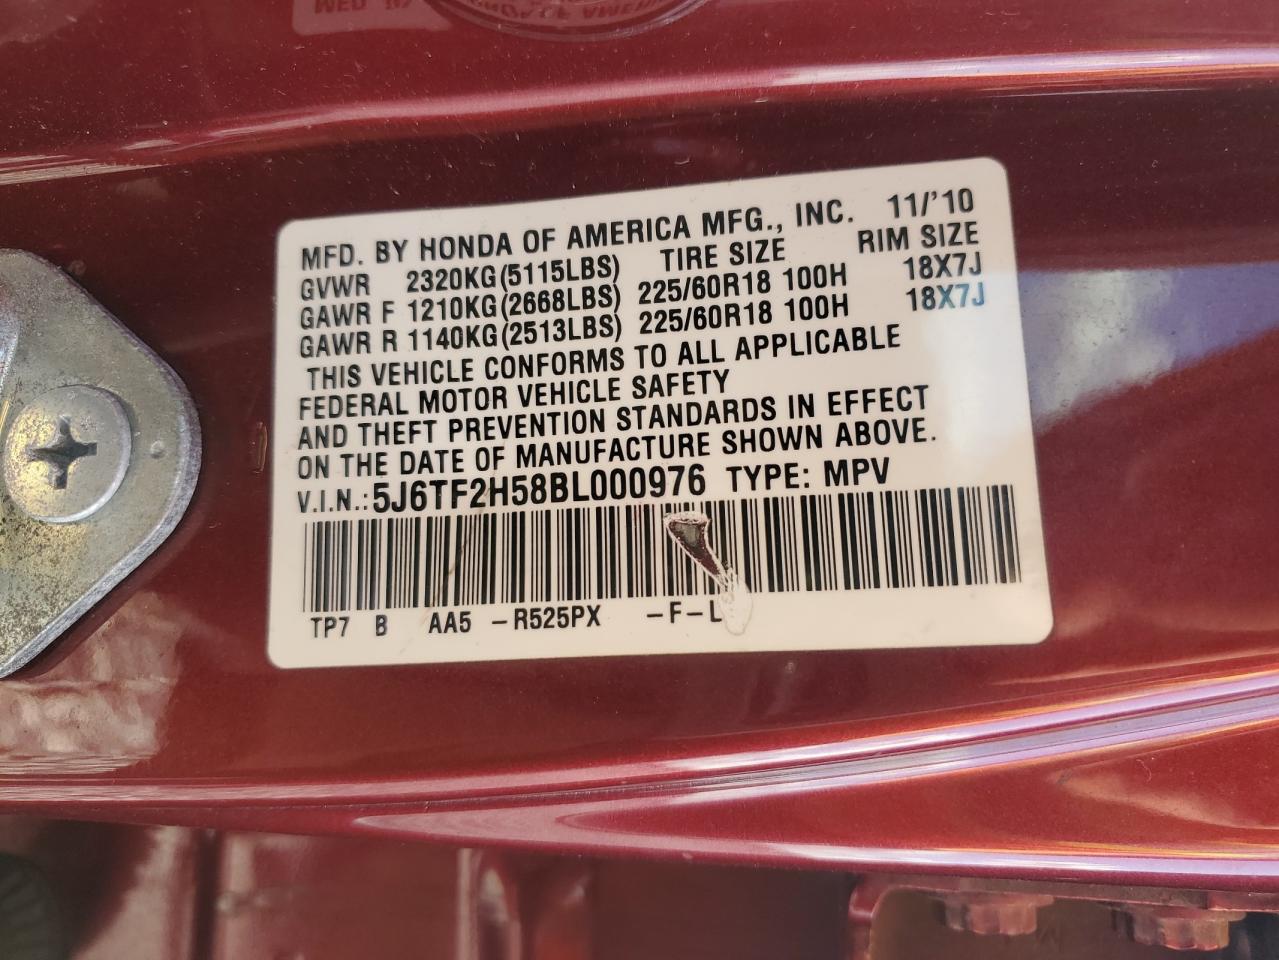 MFD. BY HONDA OF AMERICA MFG., INC. 11/'10
GVWR 2320KG(5115LBS) TIRE SIZE RIM SIZE
GAWR F 1210KG(2668LBS) 225/60R18 100H 18X7J
GAWR R 1140KG(2513LBS) 225/60R18 100H 18X7J
THIS VEHICLE CONFORMS TO ALL APPLICABLE
FEDERAL MOTOR VEHICLE SAFETY
AND THEFT PREVENTION STANDARDS IN EFFECT
ON THE DATE OF MANUFACTURE SHOWN ABOVE.
V.I.N.: 5J6TF2H58BL000976 TYPE: MPV
TP7 B AA5 -R525PX -F-L